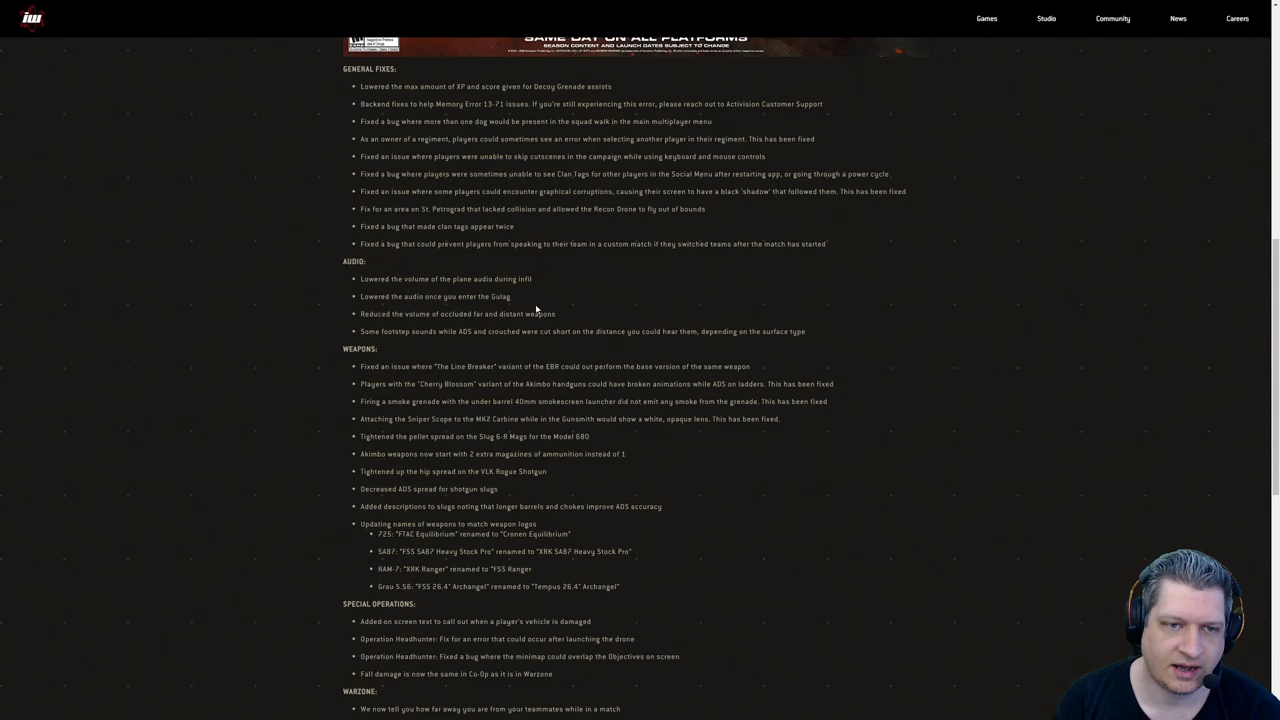 iw
Games
Studio
Community
News
Careers
SAME DAY ON ALL PLATFORMS
SEASON CONTENT AND LAUNCH DATES SUBJECT TO CHANGE
GENERAL FIXES:
Lowered the max amount of XP and score given for Decoy Grenade assists
Backend fixes to help Memory Error 13-71 issues. If you're still experiencing this error, please reach out to Activision Customer Support
Fixed a bug where more than one dog would be present in the squad walk in the main multiplayer menu
As an owner of a regiment, players could sometimes see an error when selecting another player in their regiment. This has been fixed
Fixed an issue where players were unable to skip cutscenes in the campaign while using keyboard and mouse controls
Fixed a bug where players were sometimes unable to see Clan Tags for other players in the Social Menu after restarting app, or going through a power cycle
Fixed an issue where some players could encounter graphical corruptions, causing their screen to have a black 'shadow' that followed them. This has been fixed
Fix for an area on St. Petrograd that lacked collision and allowed the Recon Drone to fly out of bounds
Fixed a bug that made clan tags appear twice
Fixed a bug that could prevent players from speaking to their team in a custom match if they switched teams after the match has started
AUDIO:
Lowered the volume of the plane audio during infil
Lowered the audio once you enter the Gulag
Reduced the volume of occluded far and distant weapons
Some footstep sounds while ADS and crouched were cut short on the distance you could hear them, depending on the surface type
WEAPONS:
Fixed an issue where "The Line Breaker" variant of the EBR could out perform the base version of the same weapon
Players with the "Cherry Blossom" variant of the Akimbo handguns could have broken animations while ADS on ladders. This has been fixed
Firing a smoke grenade with the under barrel 40mm smokescreen launcher did not emit any smoke from the grenade. This has been fixed
Attaching the Sniper Scope to the MK2 Carbine while in the Gunsmith would show a white, opaque lens. This has been fixed.
Tightened the pellet spread on the Slug 6-R Mags for the Model 680
Akimbo weapons now start with 2 extra magazines of ammunition instead of 1
Tightened up the hip spread on the VLK Rogue Shotgun
Decreased ADS spread for shotgun slugs
Added descriptions to slugs noting that longer barrels and chokes improve ADS accuracy
Updating names of weapons to match weapon logos
725: "FTAC Equilibrium" renamed to "Cronen Equilibrium"
SA87: "FSS SA87 Heavy Stock Pro" renamed to "XRK SA87 Heavy Stock Pro"
RAM-7: "XRK Ranger" renamed to "FSS Ranger
Grau 5.56: "FSS 26.4" Archangel" renamed to "Tempus 26.4" Archangel"
SPECIAL OPERATIONS:
Added on screen text to call out when a player's vehicle is damaged
Operation Headhunter: Fix for an error that could occur after launching the drone
Operation Headhunter: Fixed a bug where the minimap could overlap the Objectives on screen
Fall damage is now the same in Co-Op as it is in Warzone
WARZONE:
We now tell you how far away you are from your teammates while in a match